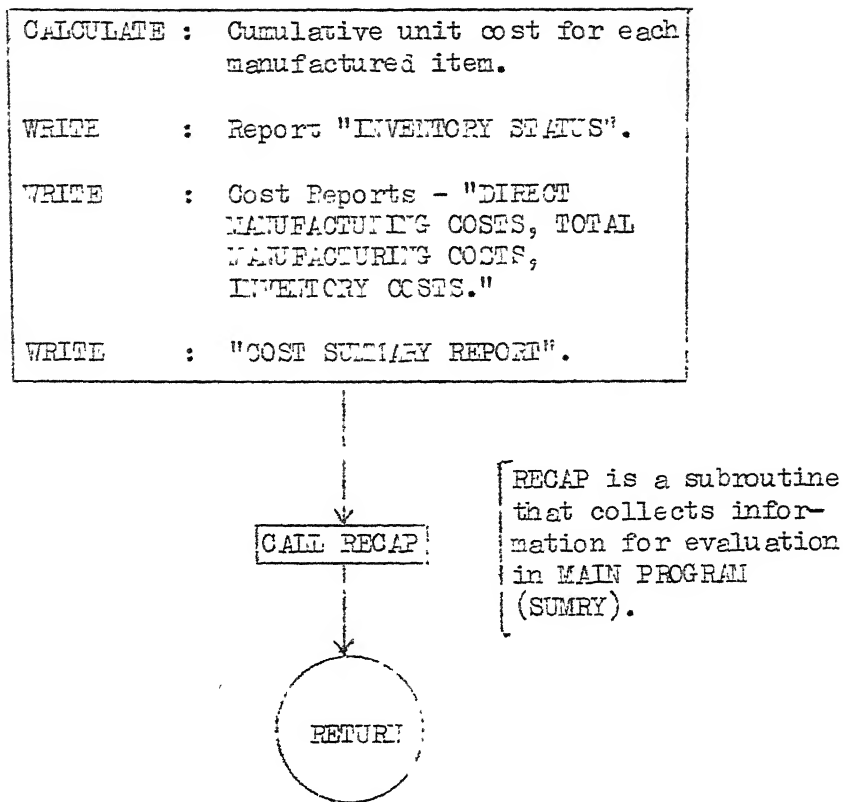 CALCULATE : Cumulative unit cost for each
manufactured item.
WRITE : Report "INVENTORY STATUS".
WRITE : Cost Reports - "DIRECT
MANUFACTURING COSTS, TOTAL
MANUFACTURING COSTS,
INVENTORY COSTS."
WRITE : "COST SUMMARY REPORT".
CALL RECAP
RECAP is a subroutine
that collects infor-
mation for evaluation
in MAIN PROGRAM
(SUMRY).
RETURN